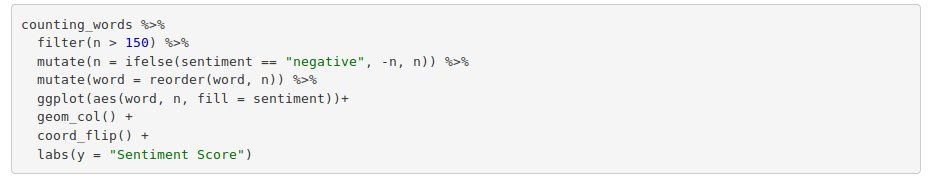 counting_words %>%
  filter(n > 150) %>%
  mutate(n = ifelse(sentiment == "negative", -n, n)) %>%
  mutate(word = reorder(word, n)) %>%
  ggplot(aes(word, n, fill = sentiment))+
  geom_col() +
  coord_flip() +
  labs(y = "Sentiment Score")